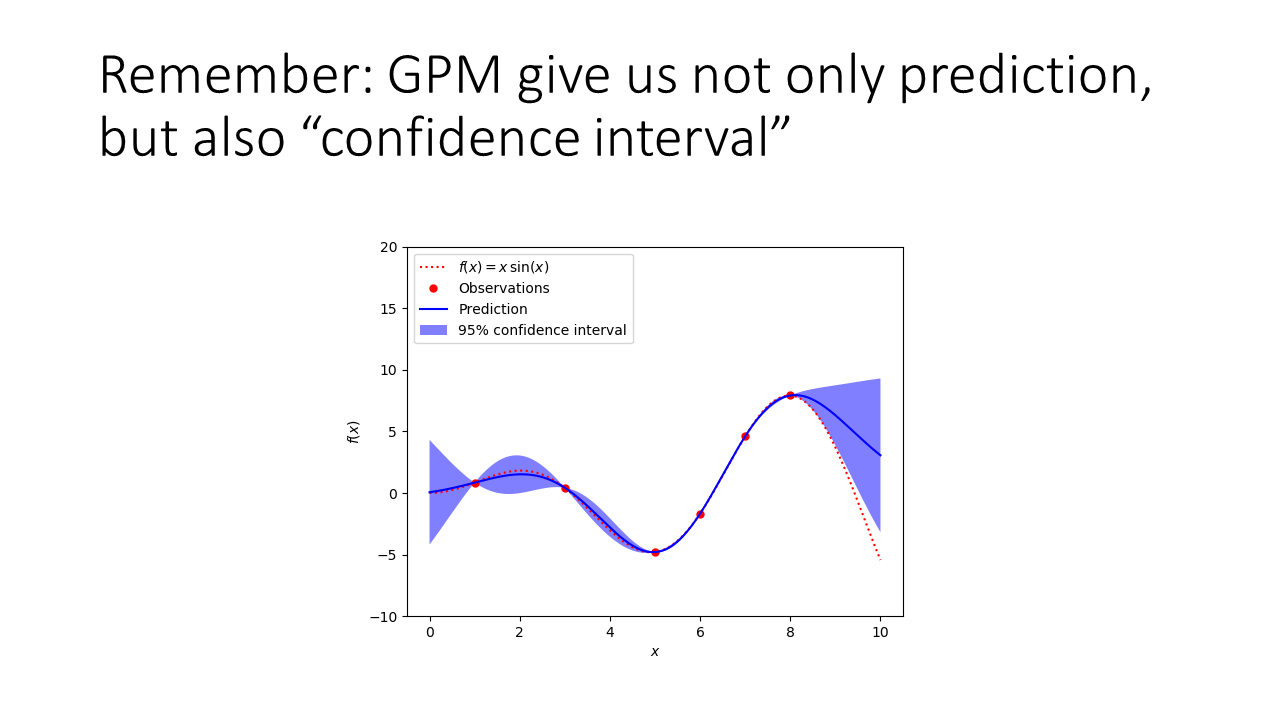 Remember: GPM give us not only prediction,
but also “confidence interval”
20
15
10
5
0
−5
−10
f(x)
f(x) = x sin(x)
Observations
Prediction
95% confidence interval
0 2 4 6 8 10
x